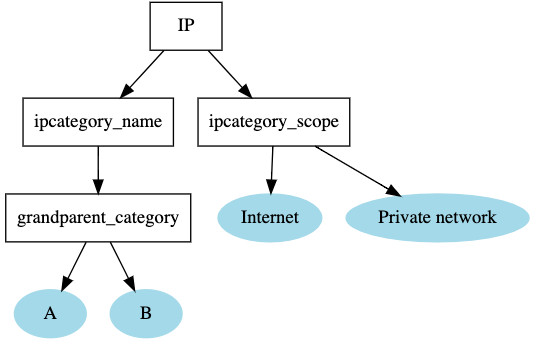 IP
ipcategory_name
ipcategory_scope
grandparent_category
Internet
Private network
A
B